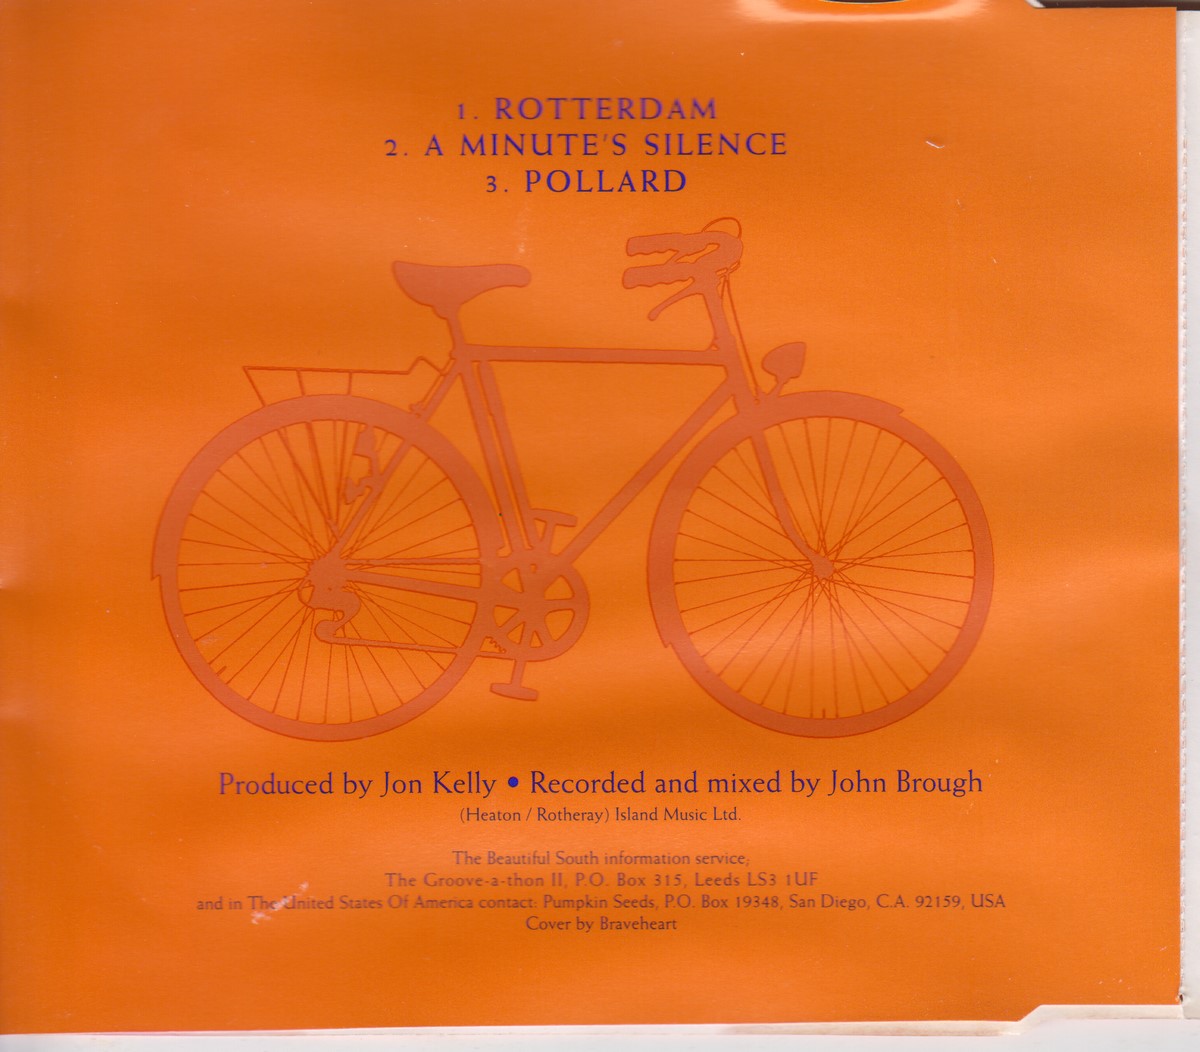 1. ROTTERDAM
2. A MINUTE'S SILENCE
3. POLLARD
Produced by Jon Kelly • Recorded and mixed by John Brough
(Heaton / Rotheray) Island Music Ltd.
The Beautiful South information service;
The Groove-a-thon II, P.O. Box 315, Leeds LS3 1UF
and in The United States Of America contact: Pumpkin Seeds, P.O. Box 19348, San Diego, C.A. 92159, USA
Cover by Braveheart